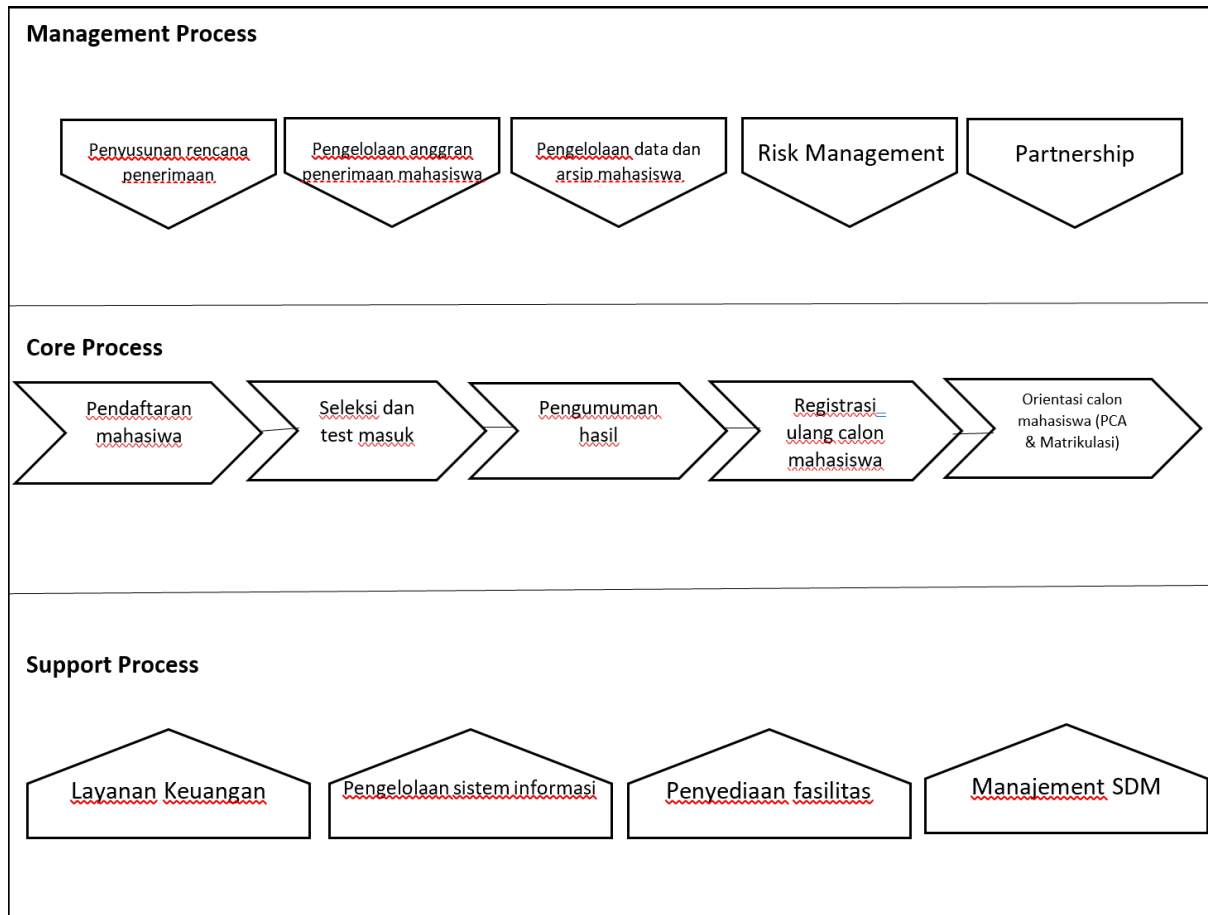 Management Process
Penyusunan rencana
penerimaan
Pengelolaan anggran
penerimaan mahasiswa
Pengelolaan data dan
arsip mahasiswa
Risk Management
Partnership
Core Process
Pendaftaran
mahasiwa
Seleksi dan
test masuk
Pengumuman
hasil
Registrasi
ulang calon
mahasiswa
Orientasi calon
mahasiswa (PCA
& Matrikulasi)
Support Process
Layanan Keuangan
Pengelolaan sistem informasi
Penyediaan fasilitas
Manajement SDM